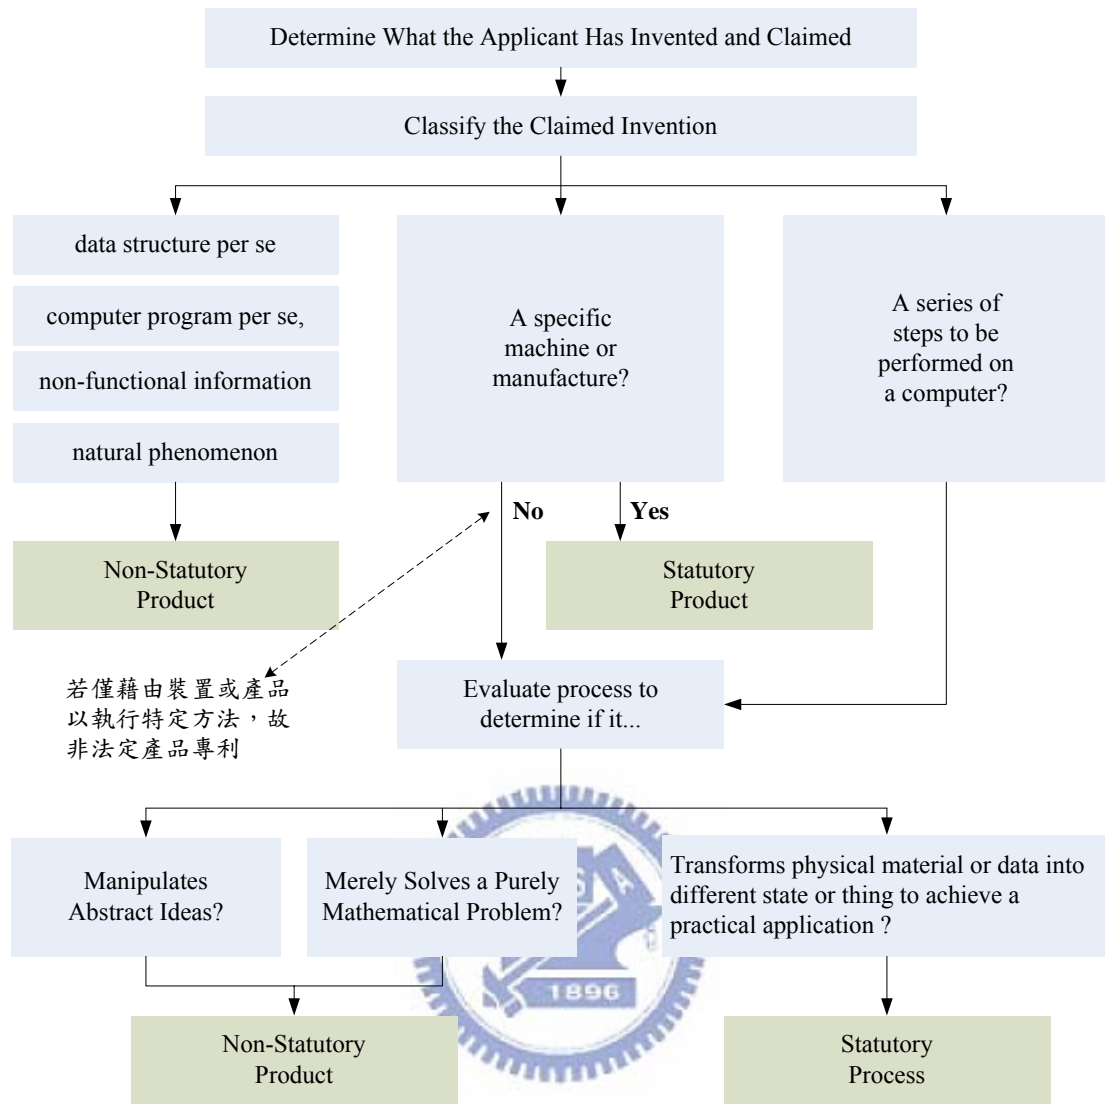 Determine What the Applicant Has Invented and Claimed
Classify the Claimed Invention
data structure per se
computer program per se,
non-functional information
natural phenomenon
A specific
machine or
manufacture?
A series of
steps to be
performed on
a computer?
No
Yes
Non-Statutory
Product
Statutory
Product
若僅藉由裝置或產品
以執行特定方法，故
非法定產品專利
Evaluate process to
determine if it...
Manipulates
Abstract Ideas?
Merely Solves a Purely
Mathematical Problem?
Transforms physical material or data into
different state or thing to achieve a
practical application ?
1896
Non-Statutory
Product
Statutory
Process